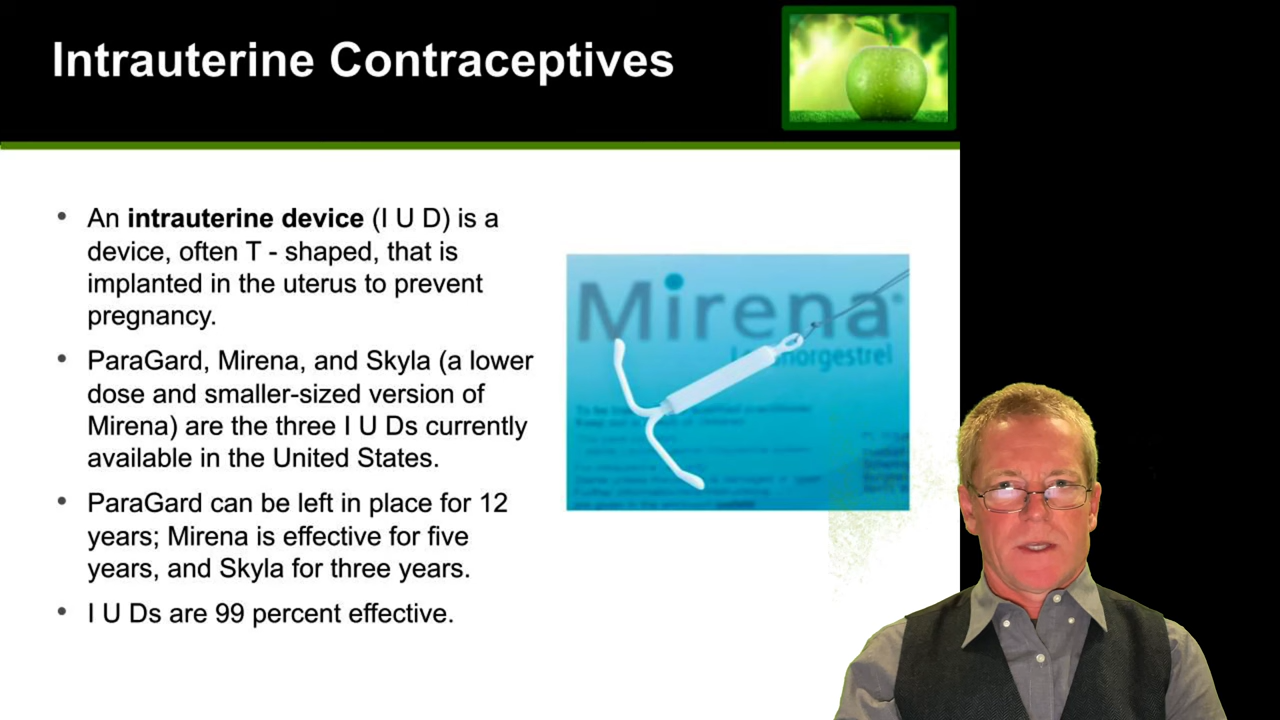 Intrauterine Contraceptives
• An intrauterine device (I U D) is a
device, often T - shaped, that is
implanted in the uterus to prevent
pregnancy.
• ParaGard, Mirena, and Skyla (a lower
dose and smaller-sized version of
Mirena) are the three I U Ds currently
available in the United States.
• ParaGard can be left in place for 12
years; Mirena is effective for five
years, and Skyla for three years.
• I U Ds are 99 percent effective.
Mirena